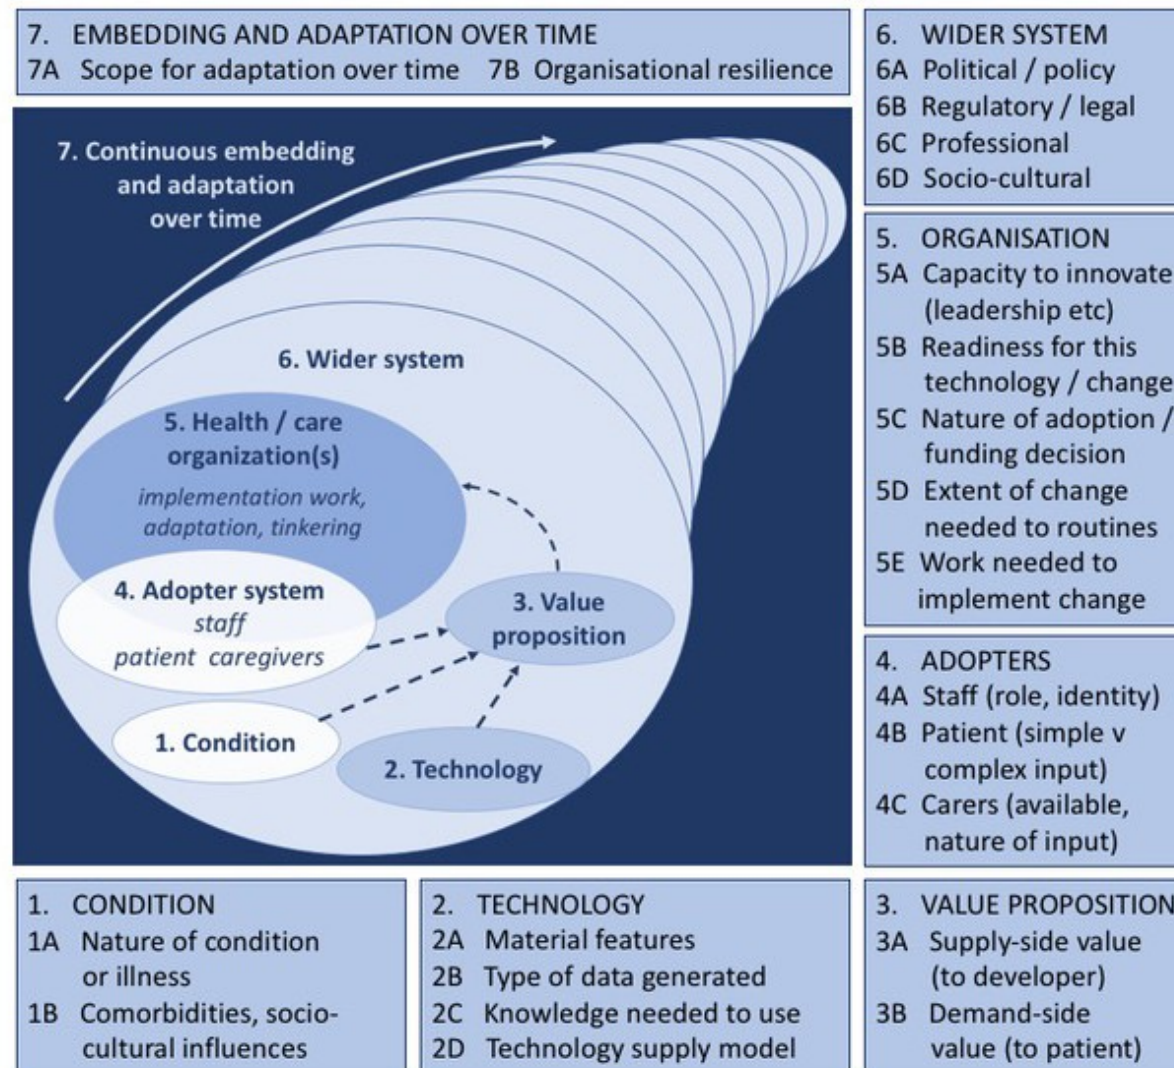 7. EMBEDDING AND ADAPTATION OVER TIME
7A Scope for adaptation over time 7B Organisational resilience
7. Continuous embedding
and adaptation
over time
6. Wider system
5. Health / care
organization(s)
implementation work,
adaptation, tinkering
4. Adopter system
staff
patient caregivers
3. Value
proposition
1. Condition
2. Technology
6. WIDER SYSTEM
6A Political / policy
6B Regulatory / legal
6C Professional
6D Socio-cultural
5. ORGANISATION
5A Capacity to innovate
(leadership etc)
5B Readiness for this
technology / change
5C Nature of adoption /
funding decision
5D Extent of change
needed to routines
5E Work needed to
implement change
4. ADOPTERS
4A Staff (role, identity)
4B Patient (simple v
complex input)
4C Carers (available,
nature of input)
1. CONDITION
1A Nature of condition
or illness
1B Comorbidities, socio-
cultural influences
2. TECHNOLOGY
2A Material features
2B Type of data generated
2C Knowledge needed to use
2D Technology supply model
3. VALUE PROPOSITION
3A Supply-side value
(to developer)
3B Demand-side
value (to patient)